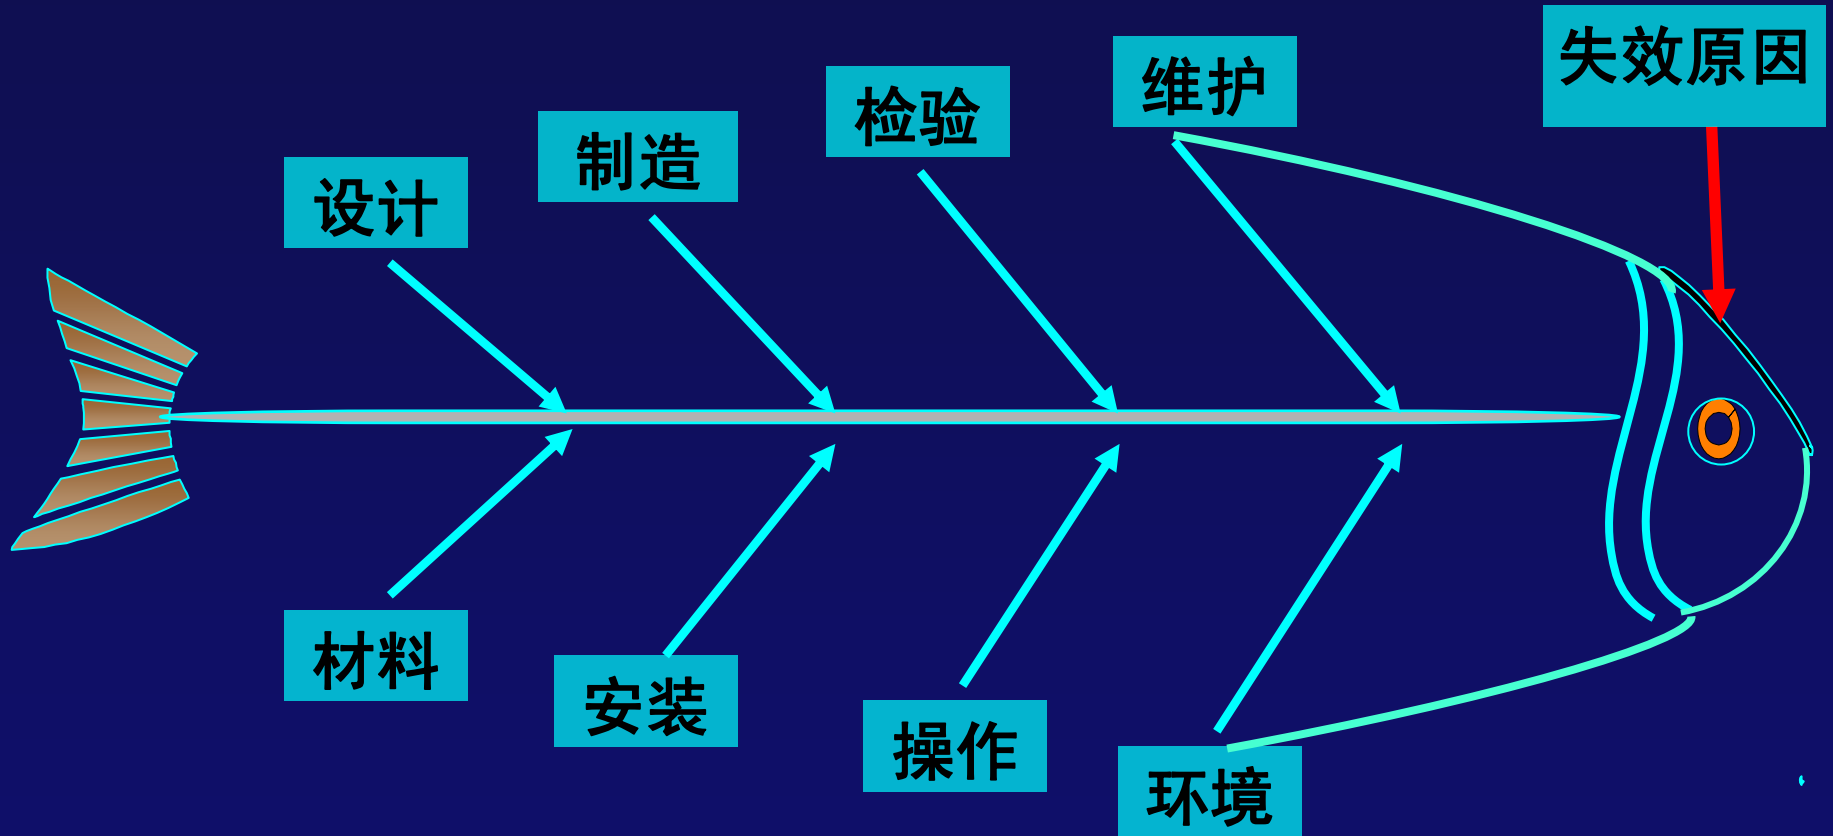 失效原因
维护
检验
制造
设计
材料
安装
操作
环境